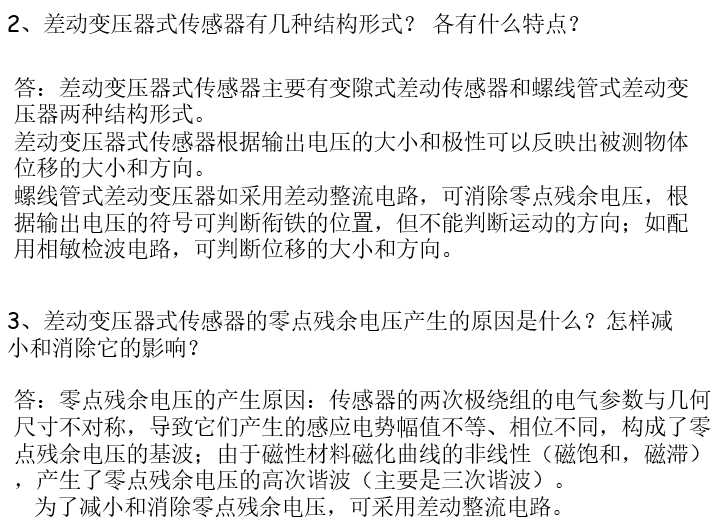 2、差动变压器式传感器有几种结构形式？ 各有什么特点？
答：差动变压器式传感器主要有变隙式差动传感器和螺线管式差动变
压器两种结构形式。
差动变压器式传感器根据输出电压的大小和极性可以反映出被测物体
位移的大小和方向。
螺线管式差动变压器如采用差动整流电路，可消除零点残余电压，根
据输出电压的符号可判断衔铁的位置，但不能判断运动的方向；如配
用相敏检波电路，可判断位移的大小和方向。
3、差动变压器式传感器的零点残余电压产生的原因是什么？怎样减
小和消除它的影响？
答：零点残余电压的产生原因：传感器的两次极绕组的电气参数与几何
尺寸不对称，导致它们产生的感应电势幅值不等、相位不同，构成了零
点残余电压的基波；由于磁性材料磁化曲线的非线性（磁饱和，磁滞）
，产生了零点残余电压的高次谐波（主要是三次谐波）。
为了减小和消除零点残余电压，可采用差动整流电路。